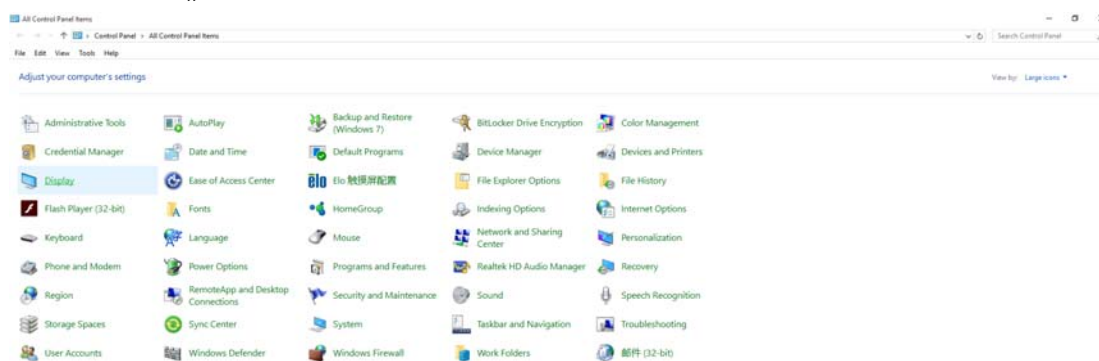 All Control Panel Items
Control Panel > All Control Panel Items
Search Control Panel
File Edit View Tools Help
Adjust your computer's settings
View by: Large icons
Administrative Tools
AutoPlay
Backup and Restore
(Windows 7)
BitLocker Drive Encryption
Color Management
Credential Manager
Date and Time
Default Programs
Device Manager
Devices and Printers
Display
Ease of Access Center
elo
Elo 触摸屏配置
File Explorer Options
File History
Flash Player (32-bit)
Fonts
HomeGroup
Indexing Options
Internet Options
Keyboard
Language
Mouse
Network and Sharing
Center
Personalization
Phone and Modem
Power Options
Programs and Features
Realtek HD Audio Manager
Recovery
Region
RemoteApp and Desktop
Connections
Security and Maintenance
Sound
Speech Recognition
Storage Spaces
Sync Center
System
Taskbar and Navigation
Troubleshooting
User Accounts
Windows Defender
Windows Firewall
Work Folders
邮件 (32-bit)